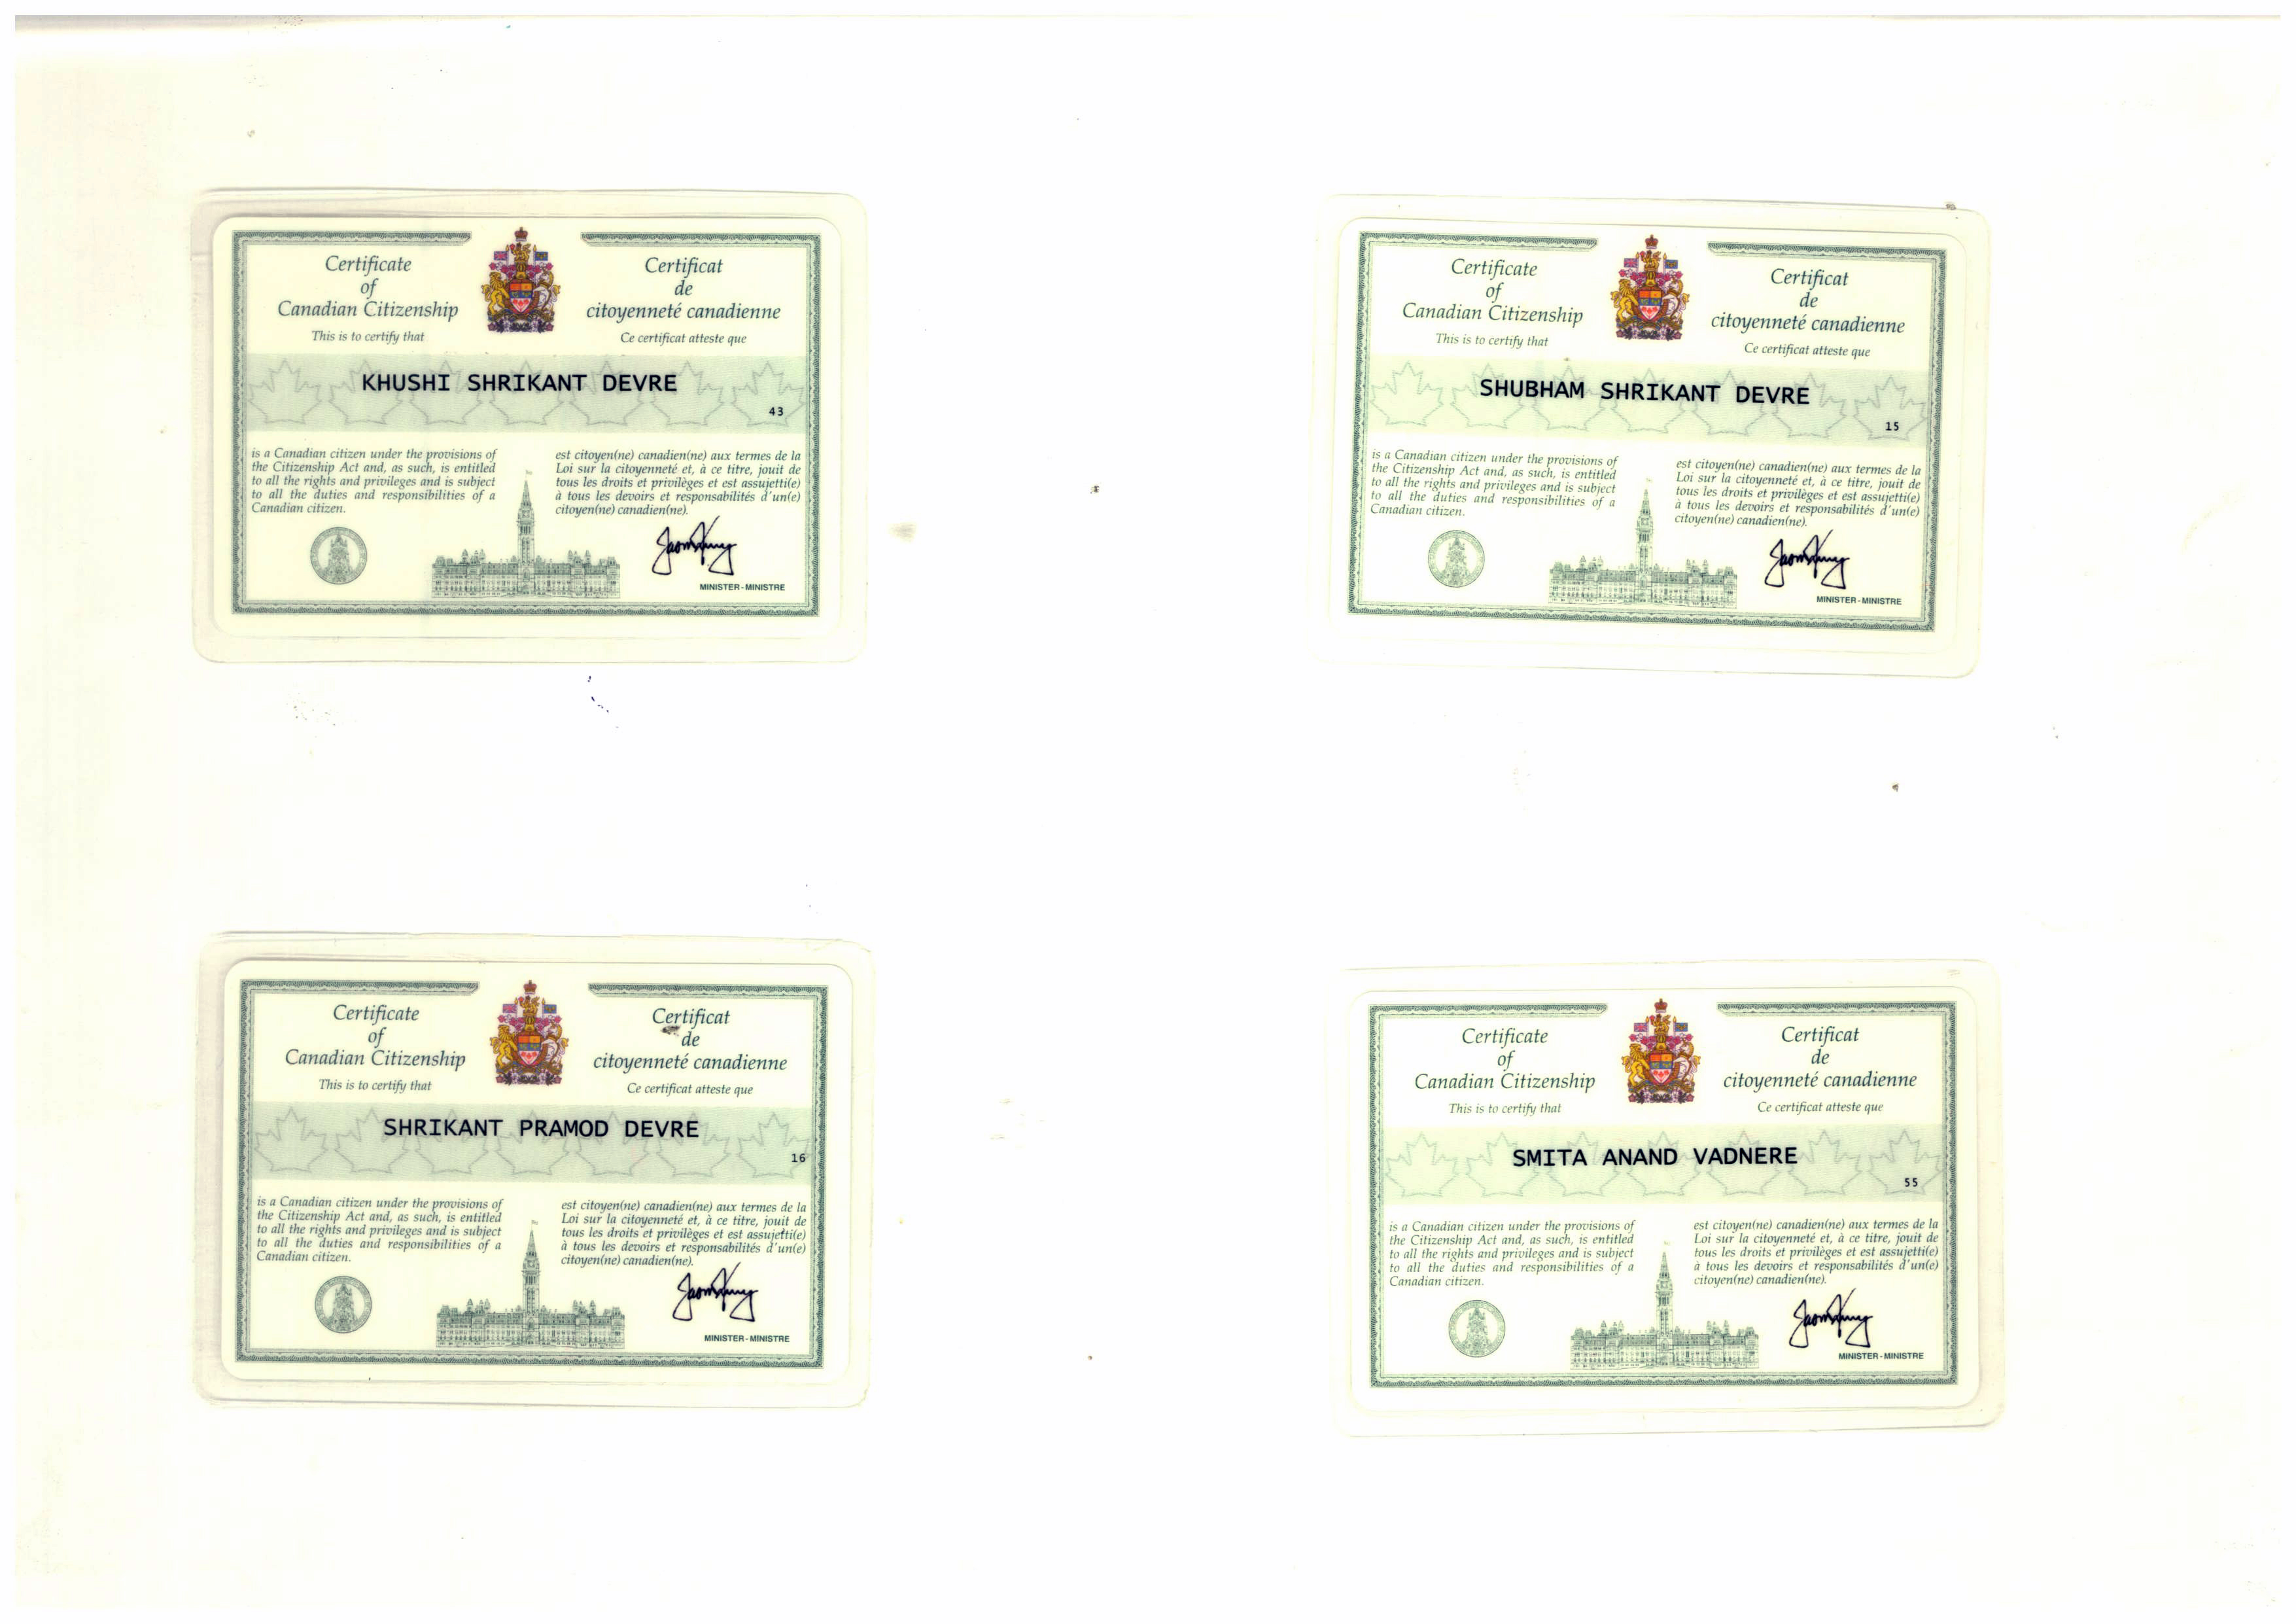 Certificate
of
Canadian Citizenship
This is to certify that
Certificat
de
citoyenneté canadienne
Ce certificat atteste que
KHUSHI SHRIKANT DEVRE
43
is a Canadian citizen under the provisions of
the Citizenship Act and, as such, is entitled
to all the rights and privileges and is subject
to all the duties and responsibilities of a
Canadian citizen.
est citoyen(ne) canadien(ne) aux termes de la
Loi sur la citoyenneté et, à ce titre, jouit de
tous les droits et privilèges et est assujetti(e)
à tous les devoirs et responsabilités d'un(e)
citoyen(ne) canadien(ne).
MINISTER - MINISTRE
Certificate
of
Canadian Citizenship
This is to certify that
Certificat
de
citoyenneté canadienne
Ce certificat atteste que
SHUBHAM SHRIKANT DEVRE
15
is a Canadian citizen under the provisions of
the Citizenship Act and, as such, is entitled
to all the rights and privileges and is subject
to all the duties and responsibilities of a
Canadian citizen.
est citoyen(ne) canadien(ne) aux termes de la
Loi sur la citoyenneté et, à ce titre, jouit de
tous les droits et privilèges et est assujetti(e)
à tous les devoirs et responsabilités d'un(e)
citoyen(ne) canadien(ne).
MINISTER - MINISTRE
Certificate
of
Canadian Citizenship
This is to certify that
Certificat
de
citoyenneté canadienne
Ce certificat atteste que
SHRIKANT PRAMOD DEVRE
16
is a Canadian citizen under the provisions of
the Citizenship Act and, as such, is entitled
to all the rights and privileges and is subject
to all the duties and responsibilities of a
Canadian citizen.
est citoyen(ne) canadien(ne) aux termes de la
Loi sur la citoyenneté et, à ce titre, jouit de
tous les droits et privilèges et est assujetti(e)
à tous les devoirs et responsabilités d'un(e)
citoyen(ne) canadien(ne).
MINISTER - MINISTRE
Certificate
of
Canadian Citizenship
This is to certify that
Certificat
de
citoyenneté canadienne
Ce certificat atteste que
SMITA ANAND VADNERE
55
is a Canadian citizen under the provisions of
the Citizenship Act and, as such, is entitled
to all the rights and privileges and is subject
to all the duties and responsibilities of a
Canadian citizen.
est citoyen(ne) canadien(ne) aux termes de la
Loi sur la citoyenneté et, à ce titre, jouit de
tous les droits et privilèges et est assujetti(e)
à tous les devoirs et responsabilités d'un(e)
citoyen(ne) canadien(ne).
MINISTER - MINISTRE